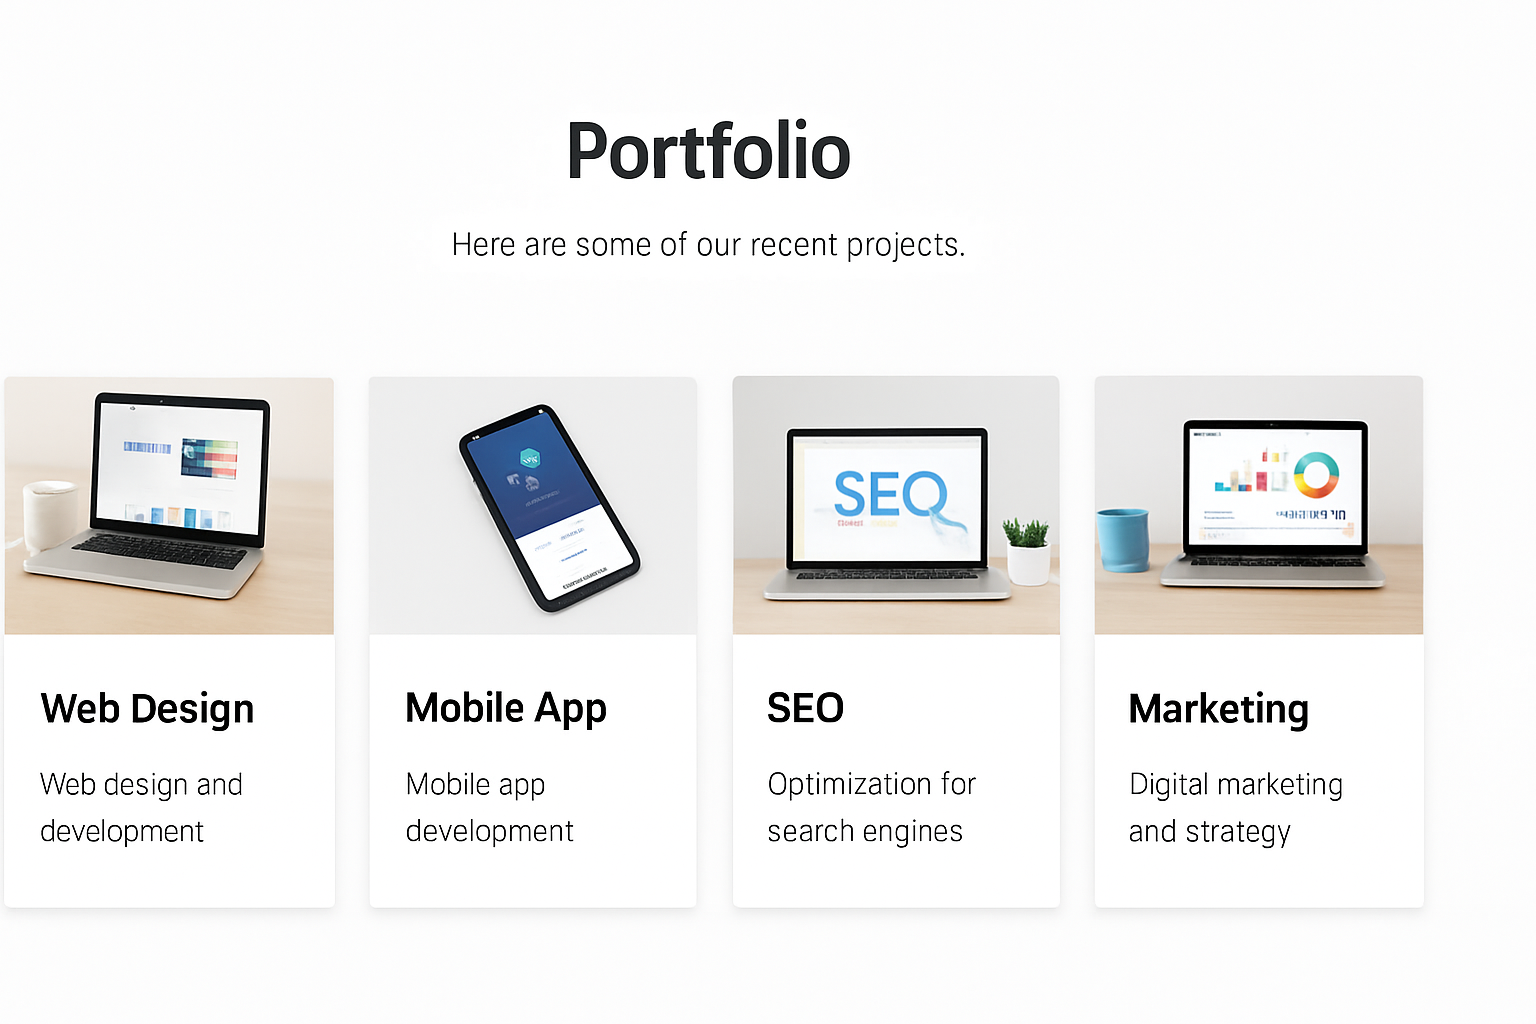 Portfolio
Here are some of our recent projects.
SEO
Web Design
Web design and
development
Mobile App
Mobile app
development
SEO
Optimization for
search engines
Marketing
Digital marketing
and strategy